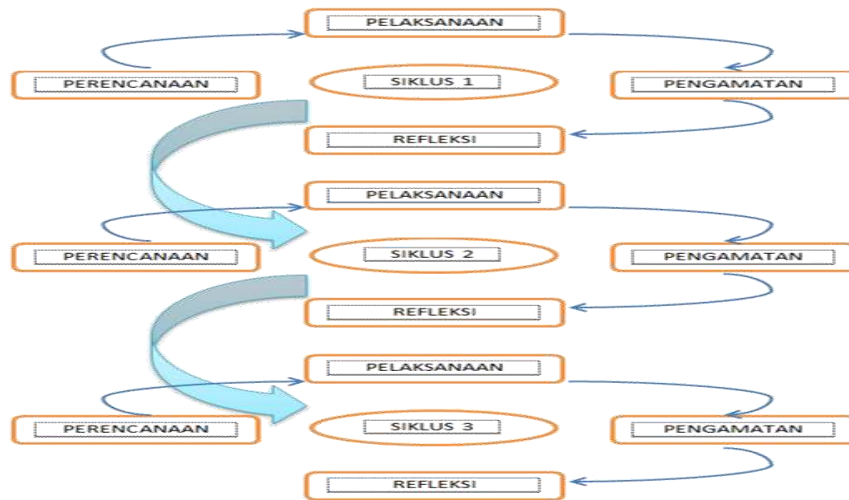 PELAKSANAAN
PERENCANAAN
SIKLUS 1
PENGAMATAN
REFLEKSI
PELAKSANAAN
PERENCANAAN
SIKLUS 2
PENGAMATAN
REFLEKSI
PELAKSANAAN
PERENCANAAN
SIKLUS 3
PENGAMATAN
REFLEKSI